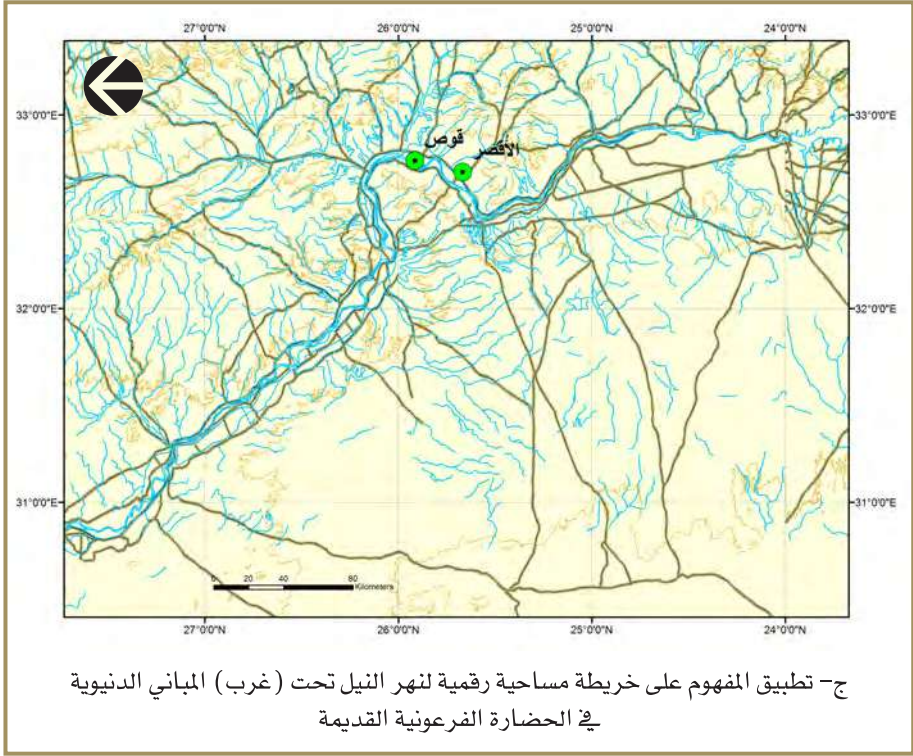 27°0'0"N 26°0'0"N 25°0'0"N 24°0'0"N
33°0'0"E 33°0'0"E
قوص
الأقصر
32°0'0"E 32°0'0"E
31°0'0"E 31°0'0"E
0 20 40 80
Kilometers
27°0'0"N 26°0'0"N 25°0'0"N 24°0'0"N
ج- تطبيق المفهوم على خريطة مساحية رقمية لنهر النيل تحت (غرب) المباني الدنيوية
في الحضارة الفرعونية القديمة